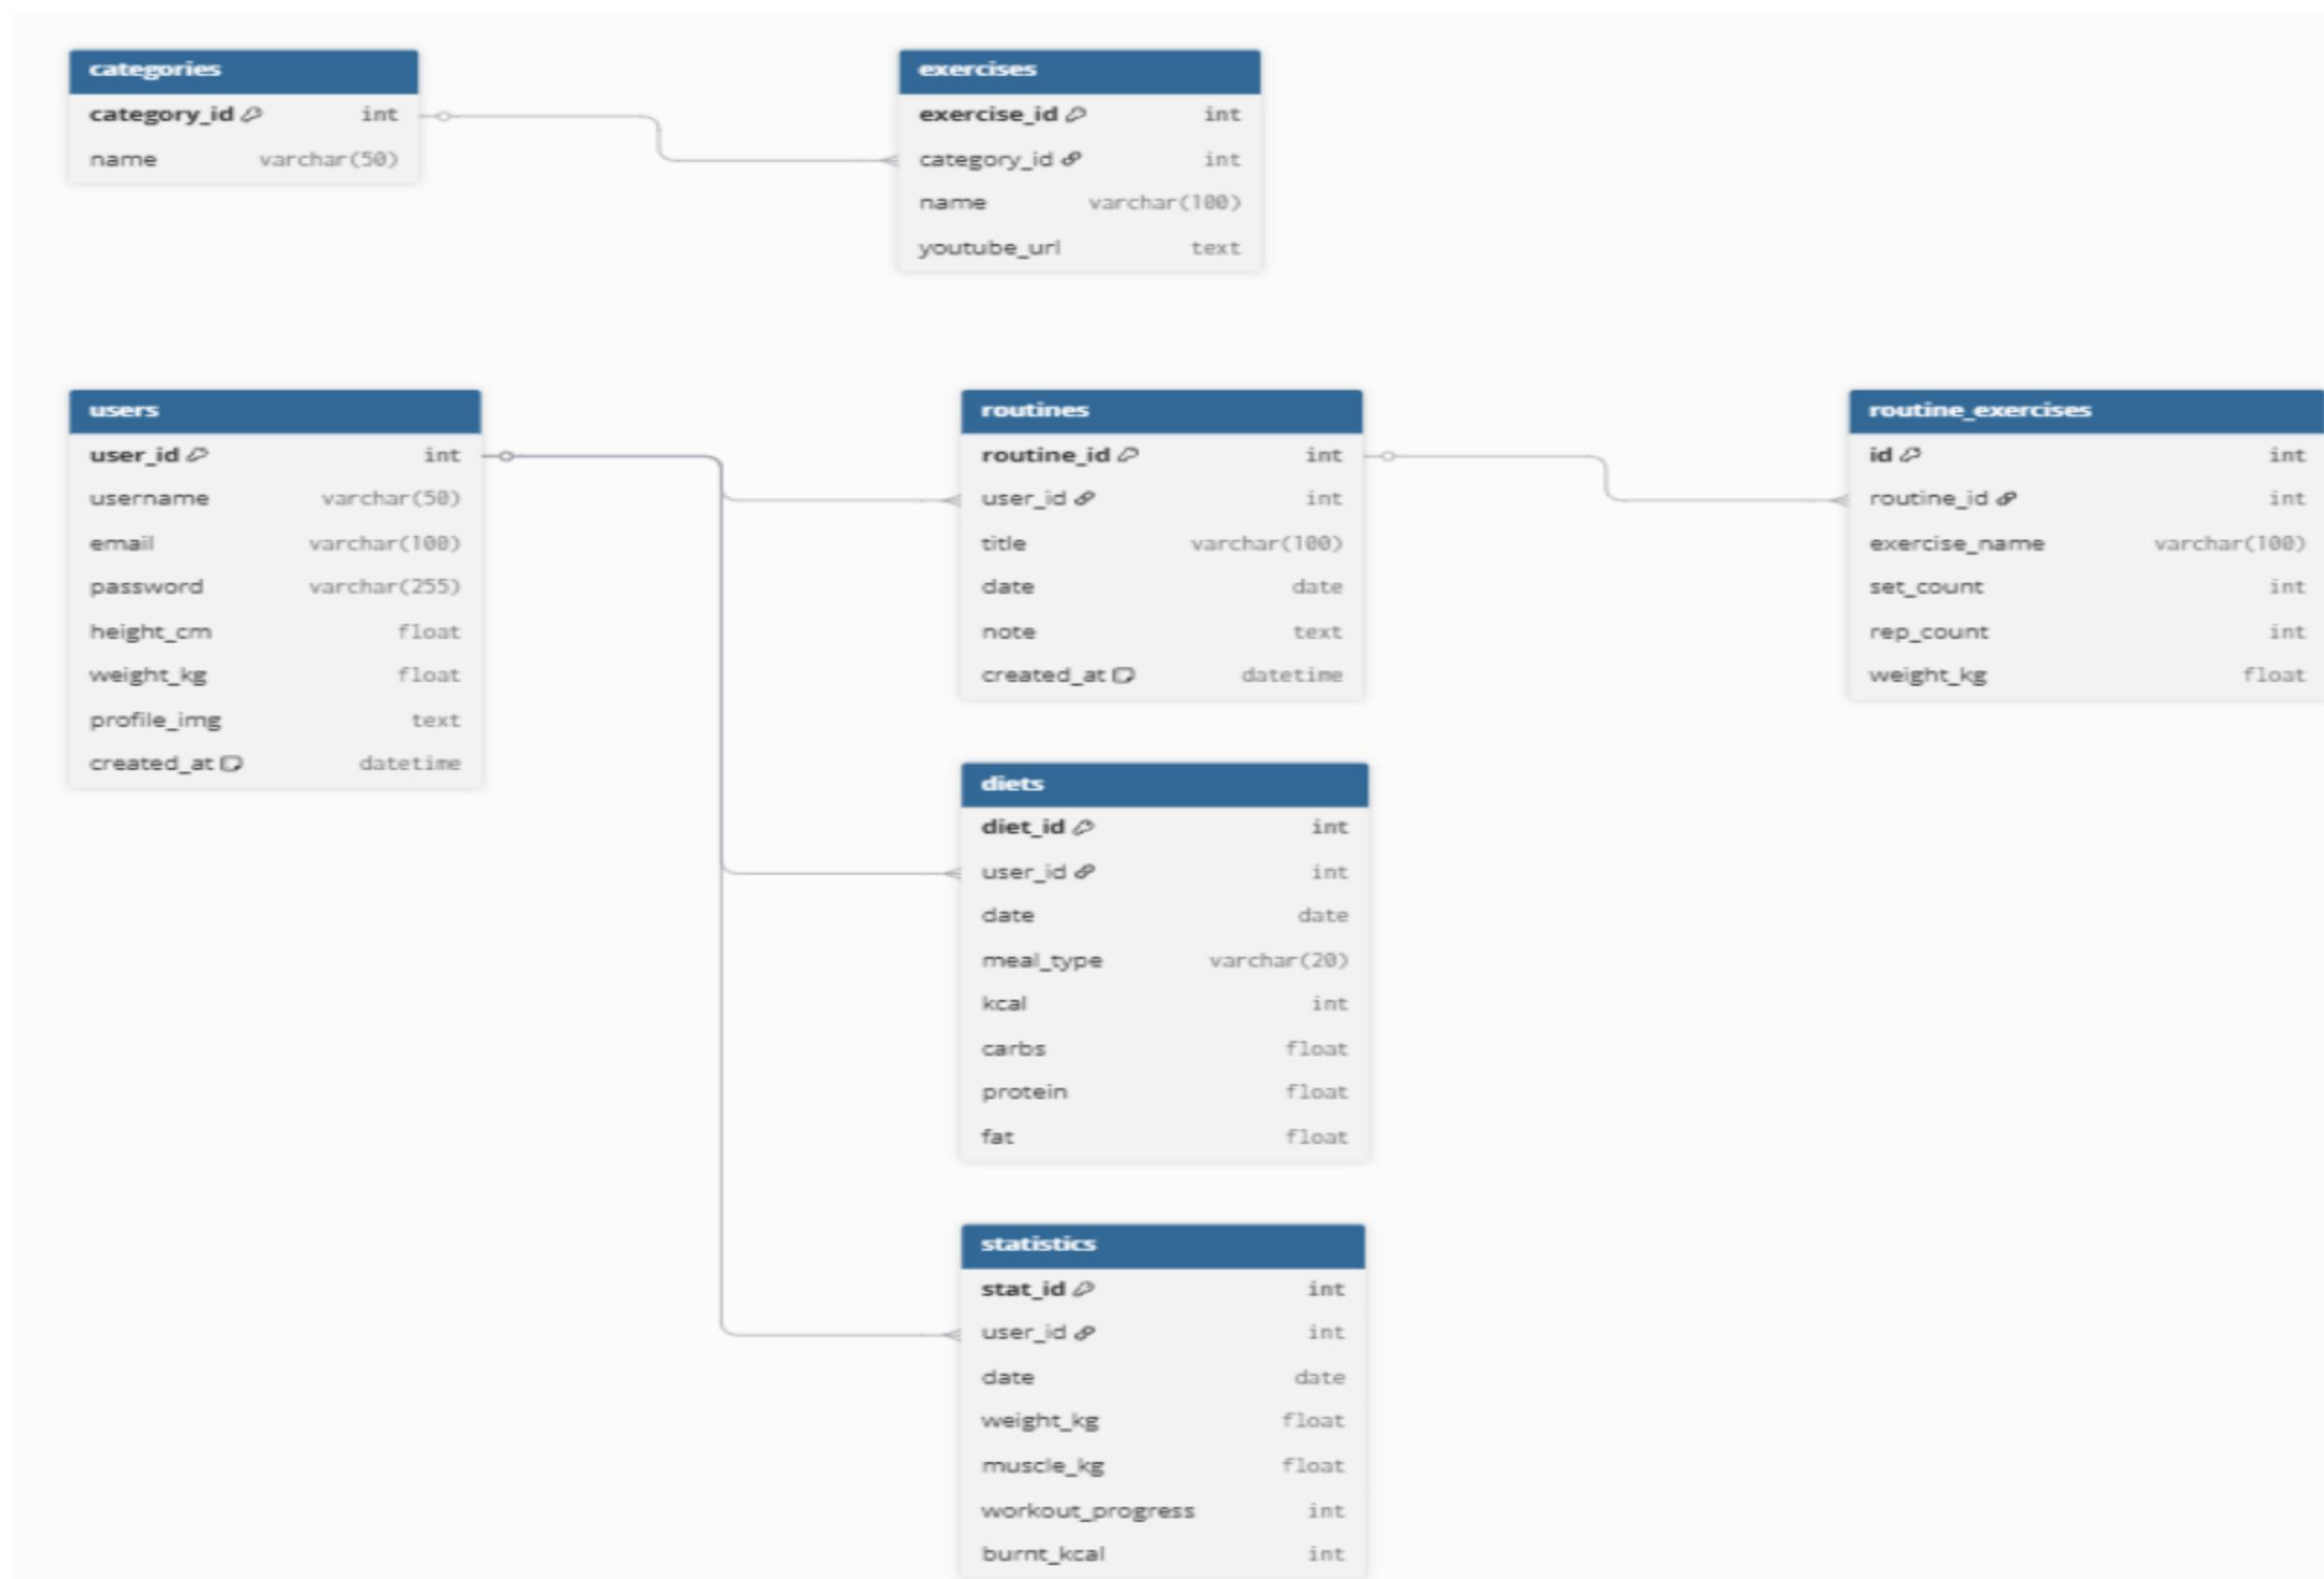 categories
category_id int
name varchar(50)
exercises
exercise_id int
category_id int
name varchar(100)
youtube_url text
users
user_id int
username varchar(50)
email varchar(100)
password varchar(255)
height_cm float
weight_kg float
profile_img text
created_at datetime
routines
routine_id int
user_id int
title varchar(100)
date date
note text
created_at datetime
routine_exercises
id int
routine_id int
exercise_name varchar(100)
set_count int
rep_count int
weight_kg float
diets
diet_id int
user_id int
date date
meal_type varchar(20)
kcal int
carbs float
protein float
fat float
statistics
stat_id int
user_id int
date date
weight_kg float
muscle_kg float
workout_progress int
burnt_kcal int